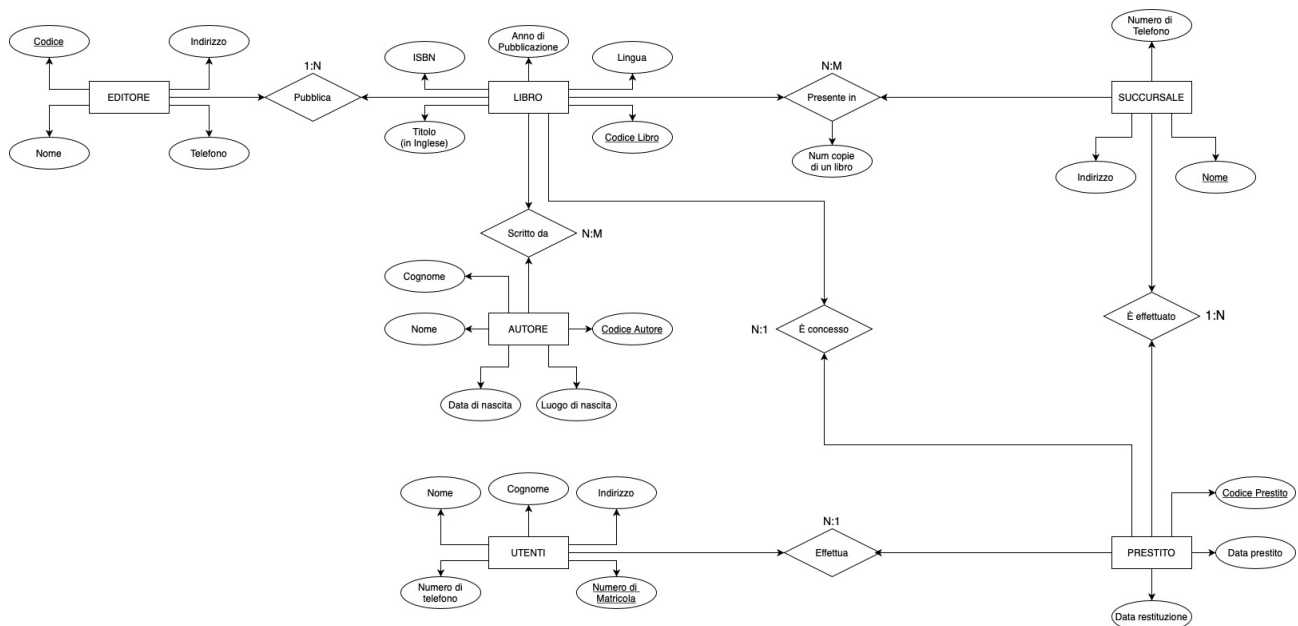 Numero di
Telefono
Codice
Indirizzo
ISBN
Anno di
Pubblicazione
Lingua
1:N
N:M
EDITORE
Pubblica
LIBRO
Presente in
SUCCURSALE
Nome
Telefono
Titolo
(in Inglese)
Codice Libro
Num copie
di un libro
Indirizzo
Nome
Scritto da
N:M
Cognome
Nome
AUTORE
Codice Autore
N:1
È concesso
È effettuato
1:N
Data di nascita
Luogo di nascita
Nome
Cognome
Indirizzo
Codice Prestito
N:1
UTENTI
Effettua
PRESTITO
Data prestito
Numero di
telefono
Numero di
Matricola
Data restituzione